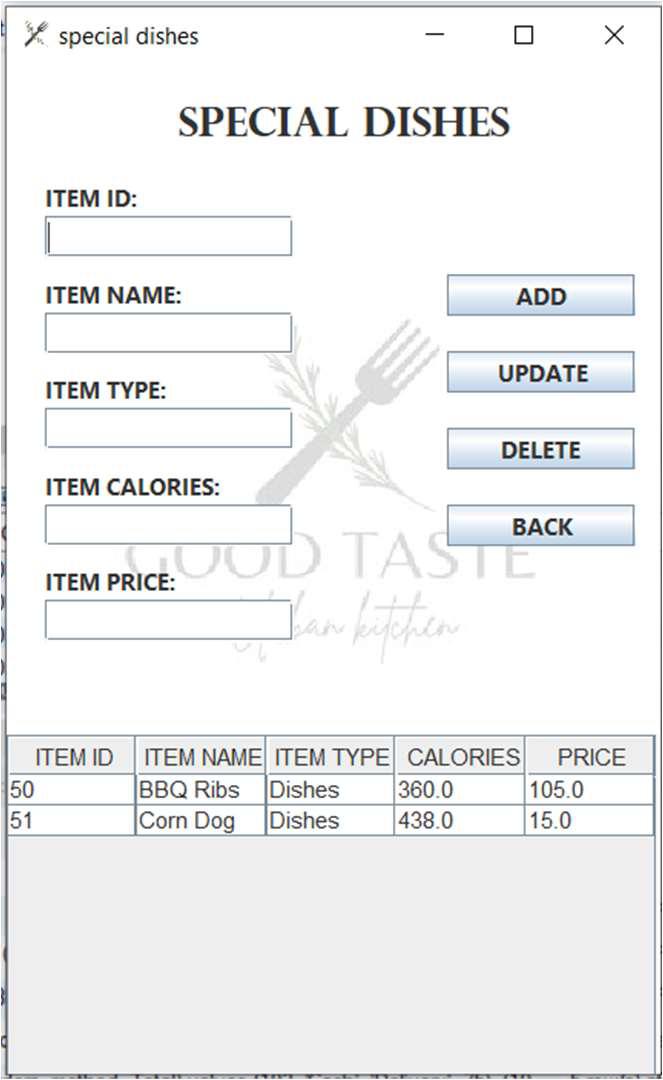 special dishes
SPECIAL DISHES
ITEM ID:
ITEM NAME:
ADD
ITEM TYPE:
UPDATE
DELETE
ITEM CALORIES:
BACK
GOOD TASTE
ITEM PRICE:
kitchen
ITEM ID ITEM NAME ITEM TYPE CALORIES PRICE
50 BBQ Ribs Dishes 360.0 105.0
51 Corn Dog Dishes 438.0 15.0